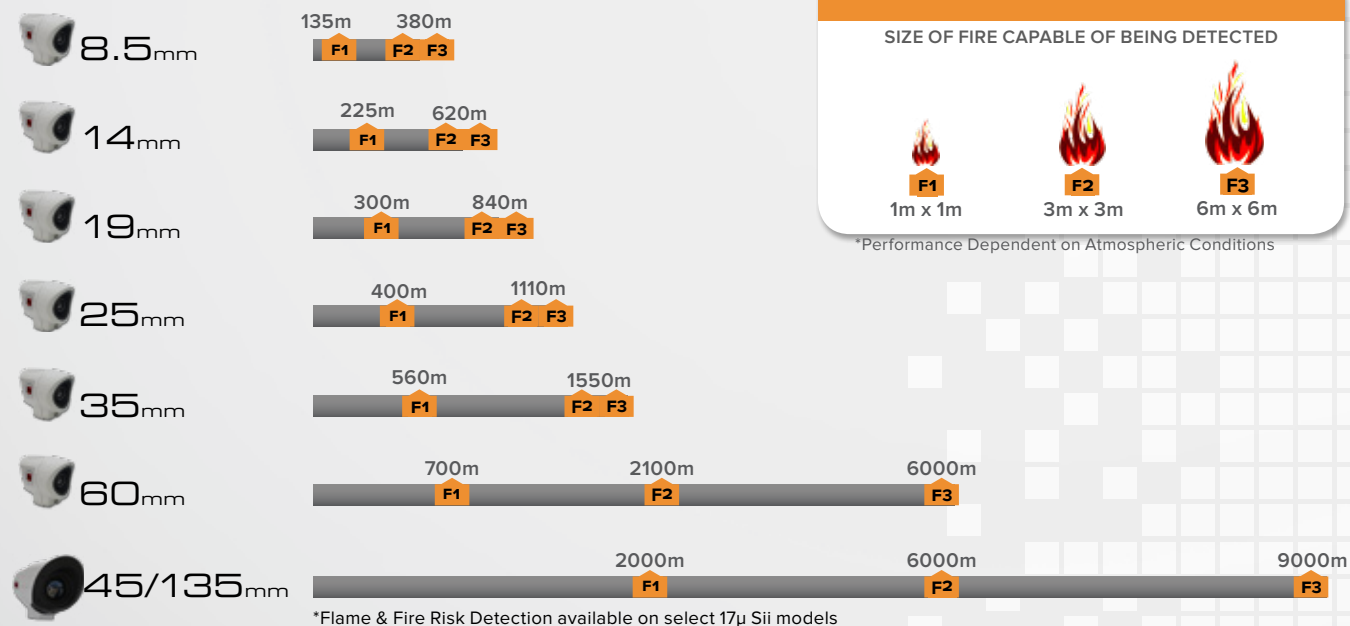 135m 380m
8.5mm F1 F2 F3
225m 620m
14mm F1 F2 F3
300m 840m
19mm F1 F2 F3
400m 1110m
25mm F1 F2 F3
560m 1550m
35mm F1 F2 F3
700m 2100m 6000m
60mm F1 F2 F3
2000m 6000m 9000m
45/135mm F1 F2 F3
*Flame & Fire Risk Detection available on select 17µ Sii models
SIZE OF FIRE CAPABLE OF BEING DETECTED
F1 F2 F3
1m x 1m 3m x 3m 6m x 6m
*Performance Dependent on Atmospheric Conditions